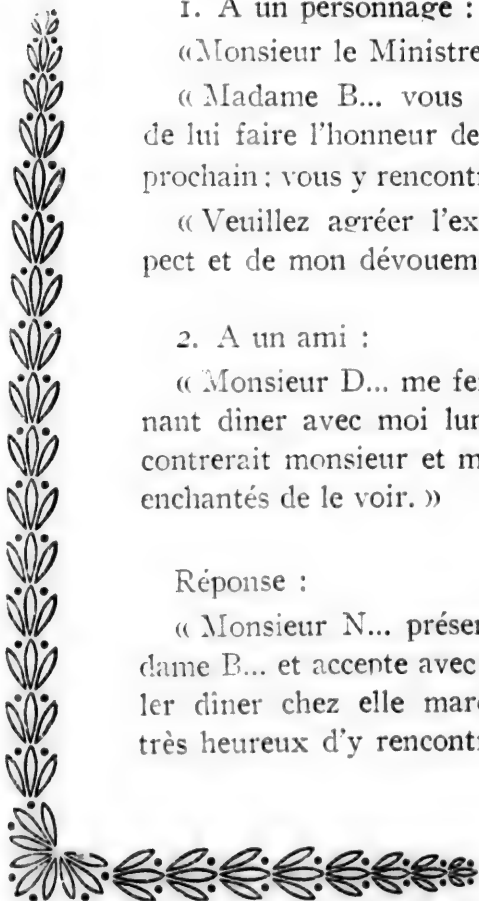 1. A un personnage :
«Monsieur le Ministre
« Madame B... vous
de lui faire l'honneur de
prochain ; vous y rencontr
« Veuillez agréer l'ex
pect et de mon dévouem
2. A un ami :
« Monsieur D... me fe
nant diner avec moi lun
contrerait monsieur et m
enchantés de le voir. »
Réponse :
« Monsieur N... présen
dame B... et accepte avec
ler dîner chez elle mar
très heureux d'y rencontr